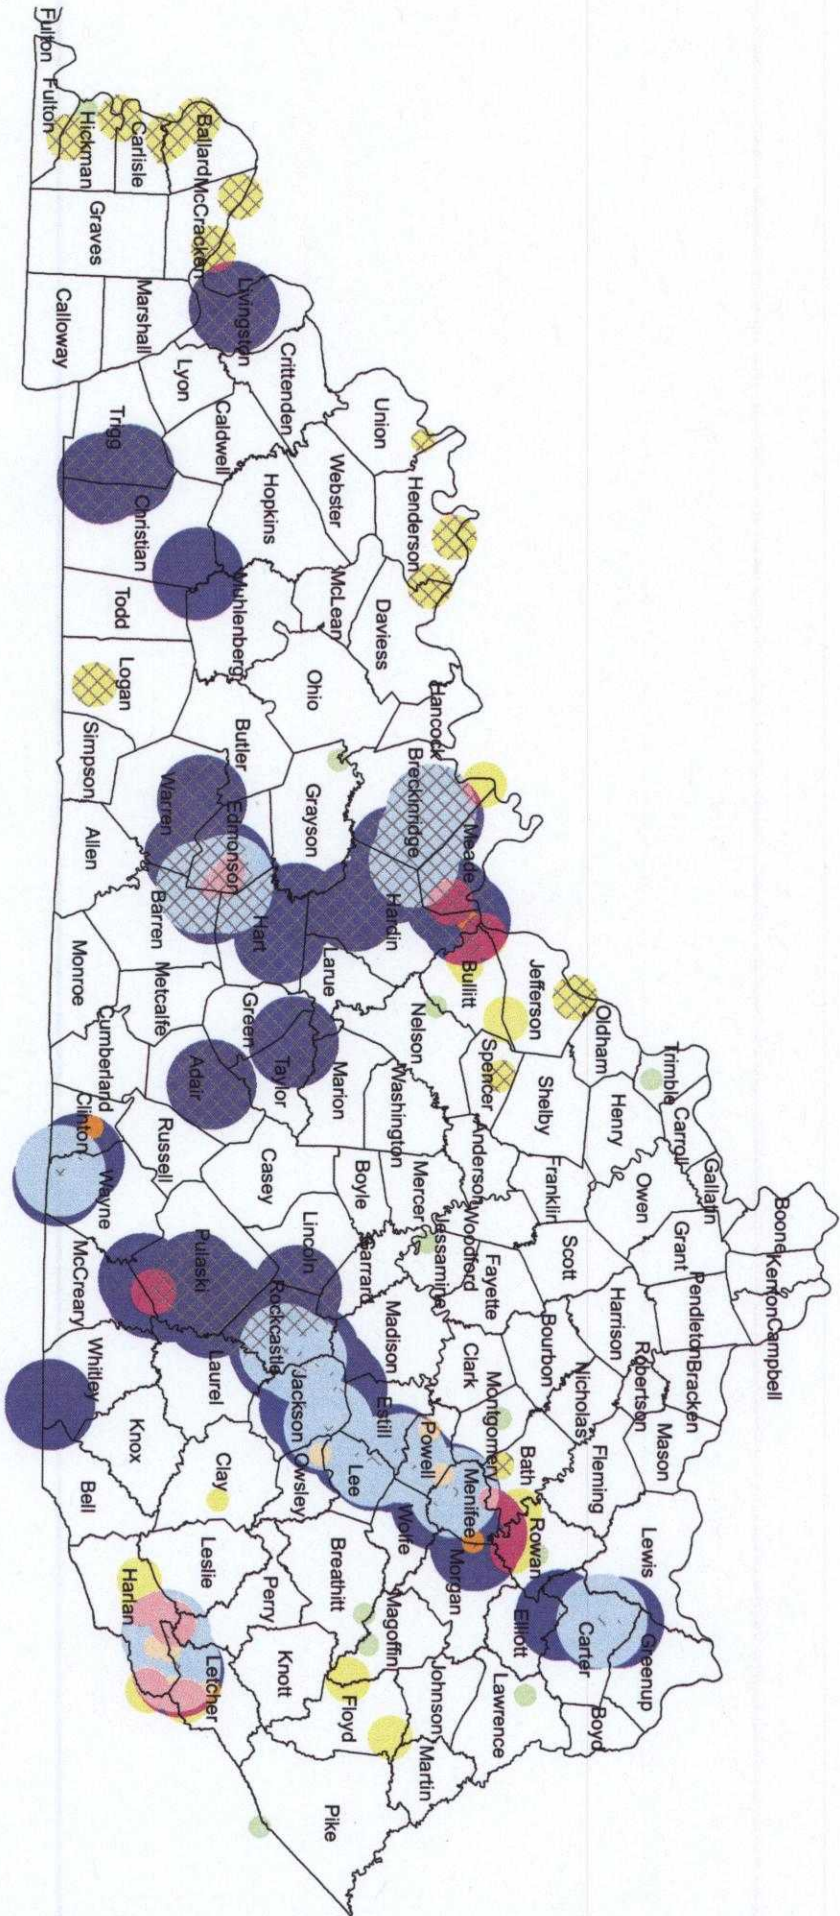 Fulton
Fulton
Hickman
Carlisle
Ballard
McCracken
Graves
Livingston
Marshall
Calloway
Crittenden
Lyon
Trigg
Caldwell
Christian
Union
Webster
Hopkins
Henderson
McLean
Muhlenberg
Todd
Daviess
Logan
Ohio
Hancock
Butler
Simpson
Breckinridge
Grayson
Warren
Edmonson
Allen
Meade
Hardin
Hart
Barren
Monroe
Metcalfe
Larue
Green
Bullitt
Jefferson
Nelson
Spencer
Oldham
Taylor
Adair
Cumberland
Clinton
Marion
Washington
Russell
Casey
Wayne
Shelby
Trimble
Henry
Carroll
Gallatin
Anderson
Mercer
Boyle
Franklin
Owen
Woodford
Jessamine
Garrard
Lincoln
Pulaski
McCreary
Rockcastle
Scott
Grant
Boone
Kenton
Campbell
Pendleton
Harrison
Fayette
Madison
Bourbon
Clark
Bracken
Robertson
Nicholas
Mason
Fleming
Montgomery
Bath
Estill
Powell
Jackson
Laurel
Whitley
Knox
Owsley
Lee
Clay
Bell
Menifee
Rowan
Wolfe
Morgan
Lewis
Breathitt
Leslie
Perry
Harlan
Elliott
Carter
Greenup
Magoffin
Knott
Letcher
Johnson
Lawrence
Boyd
Floyd
Martin
Pike